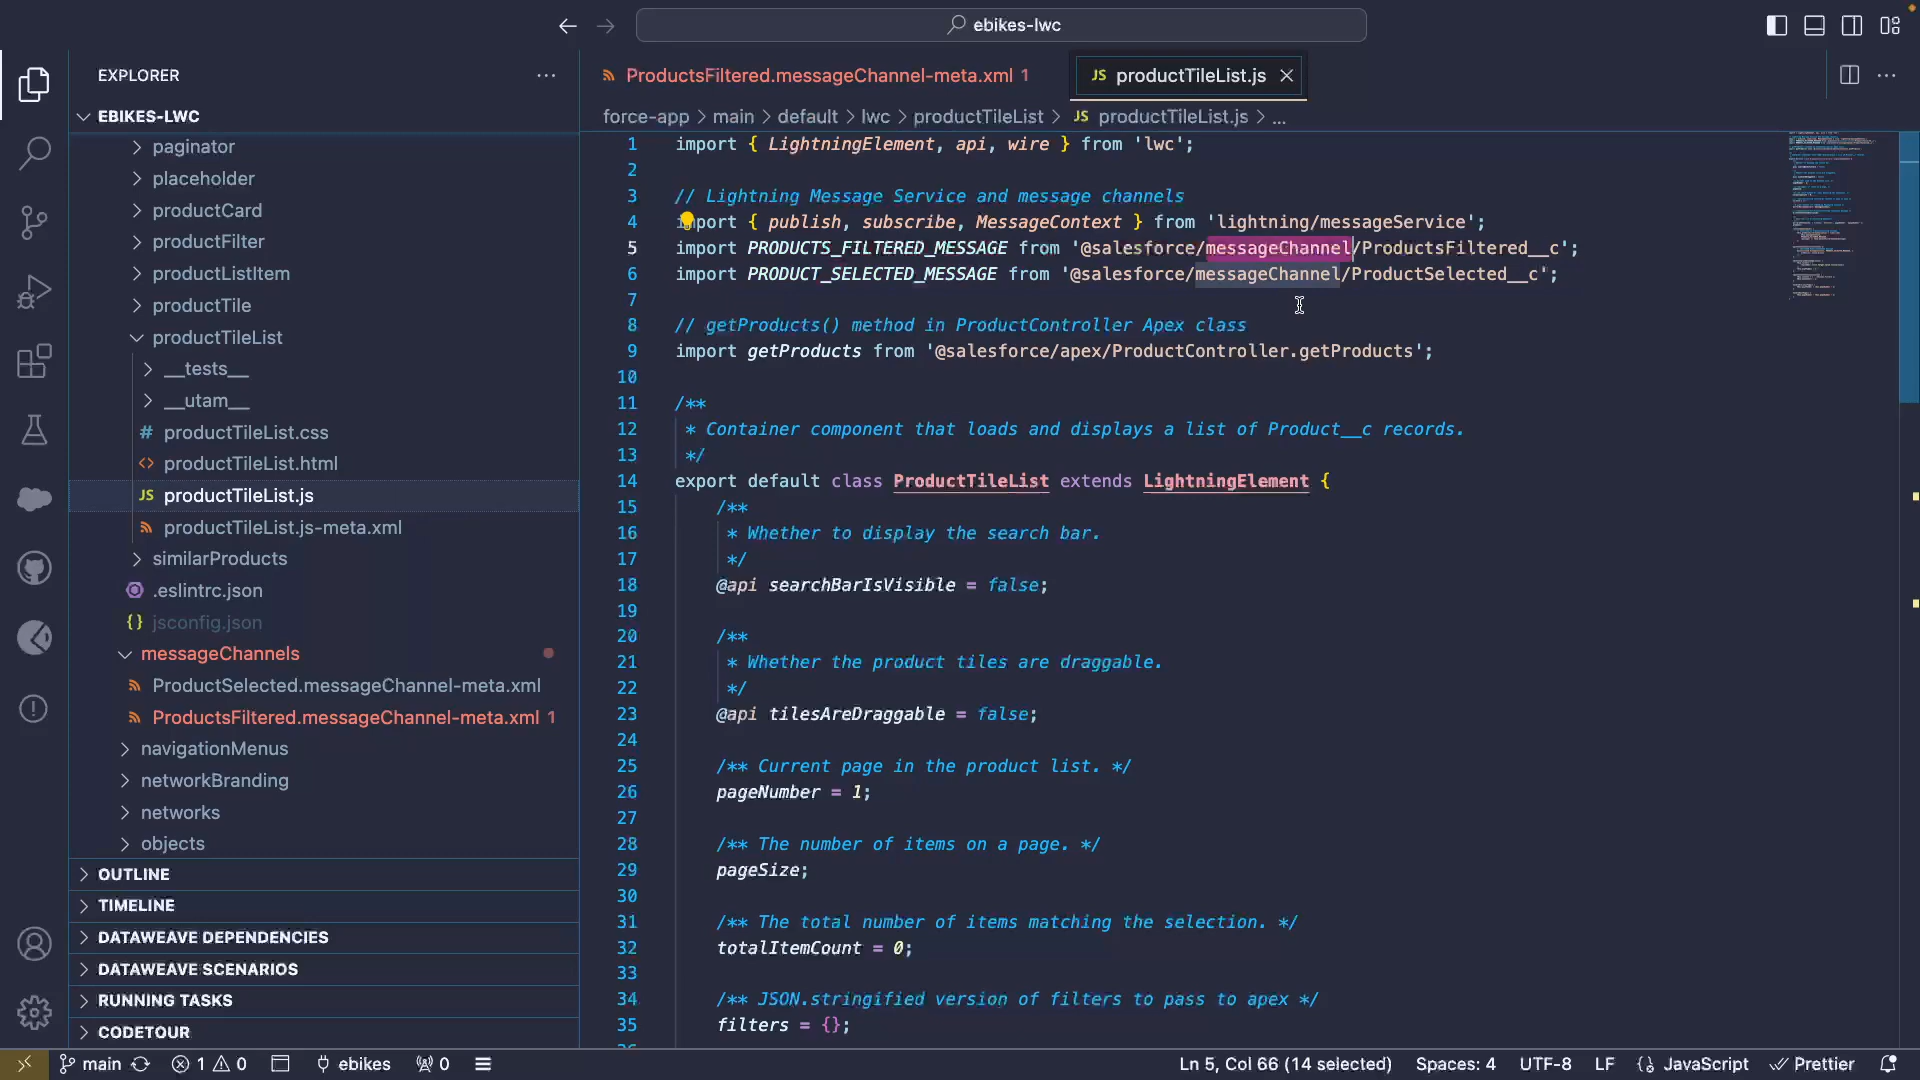 ebikes-lwc
EXPLORER
EBIKES-LWC
paginator
placeholder
productCard
productFilter
productListItem
productTile
productTileList
__tests__
__utam__
# productTileList.css
<> productTileList.html
JS productTileList.js
productTileList.js-meta.xml
similarProducts
.eslintrc.json
{} jsconfig.json
messageChannels
ProductSelected.messageChannel-meta.xml
ProductsFiltered.messageChannel-meta.xml 1
navigationMenus
networkBranding
networks
objects
OUTLINE
TIMELINE
DATAWEAVE DEPENDENCIES
DATAWEAVE SCENARIOS
RUNNING TASKS
CODETOUR
ProductsFiltered.messageChannel-meta.xml 1
JS productTileList.js
force-app > main > default > lwc > productTileList > JS productTileList.js > ...
1 import { LightningElement, api, wire } from 'lwc';
2
3 // Lightning Message Service and message channels
4 import { publish, subscribe, MessageContext } from 'lightning/messageService';
5 import PRODUCTS_FILTERED_MESSAGE from '@salesforce/messageChannel/ProductsFiltered__c';
6 import PRODUCT_SELECTED_MESSAGE from '@salesforce/messageChannel/ProductSelected__c';
7
8 // getProducts() method in ProductController Apex class
9 import getProducts from '@salesforce/apex/ProductController.getProducts';
10
11 /**
12 * Container component that loads and displays a list of Product__c records.
13 */
14 export default class ProductTileList extends LightningElement {
15 /**
16 * Whether to display the search bar.
17 */
18 @api searchBarIsVisible = false;
19
20 /**
21 * Whether the product tiles are draggable.
22 */
23 @api tilesAreDraggable = false;
24
25 /** Current page in the product list. */
26 pageNumber = 1;
27
28 /** The number of items on a page. */
29 pageSize;
30
31 /** The total number of items matching the selection. */
32 totalItemCount = 0;
33
34 /** JSON.stringified version of filters to pass to apex */
35 filters = {};
main 1 0 ebikes 0 Ln 5, Col 66 (14 selected) Spaces: 4 UTF-8 LF {} JavaScript Prettier